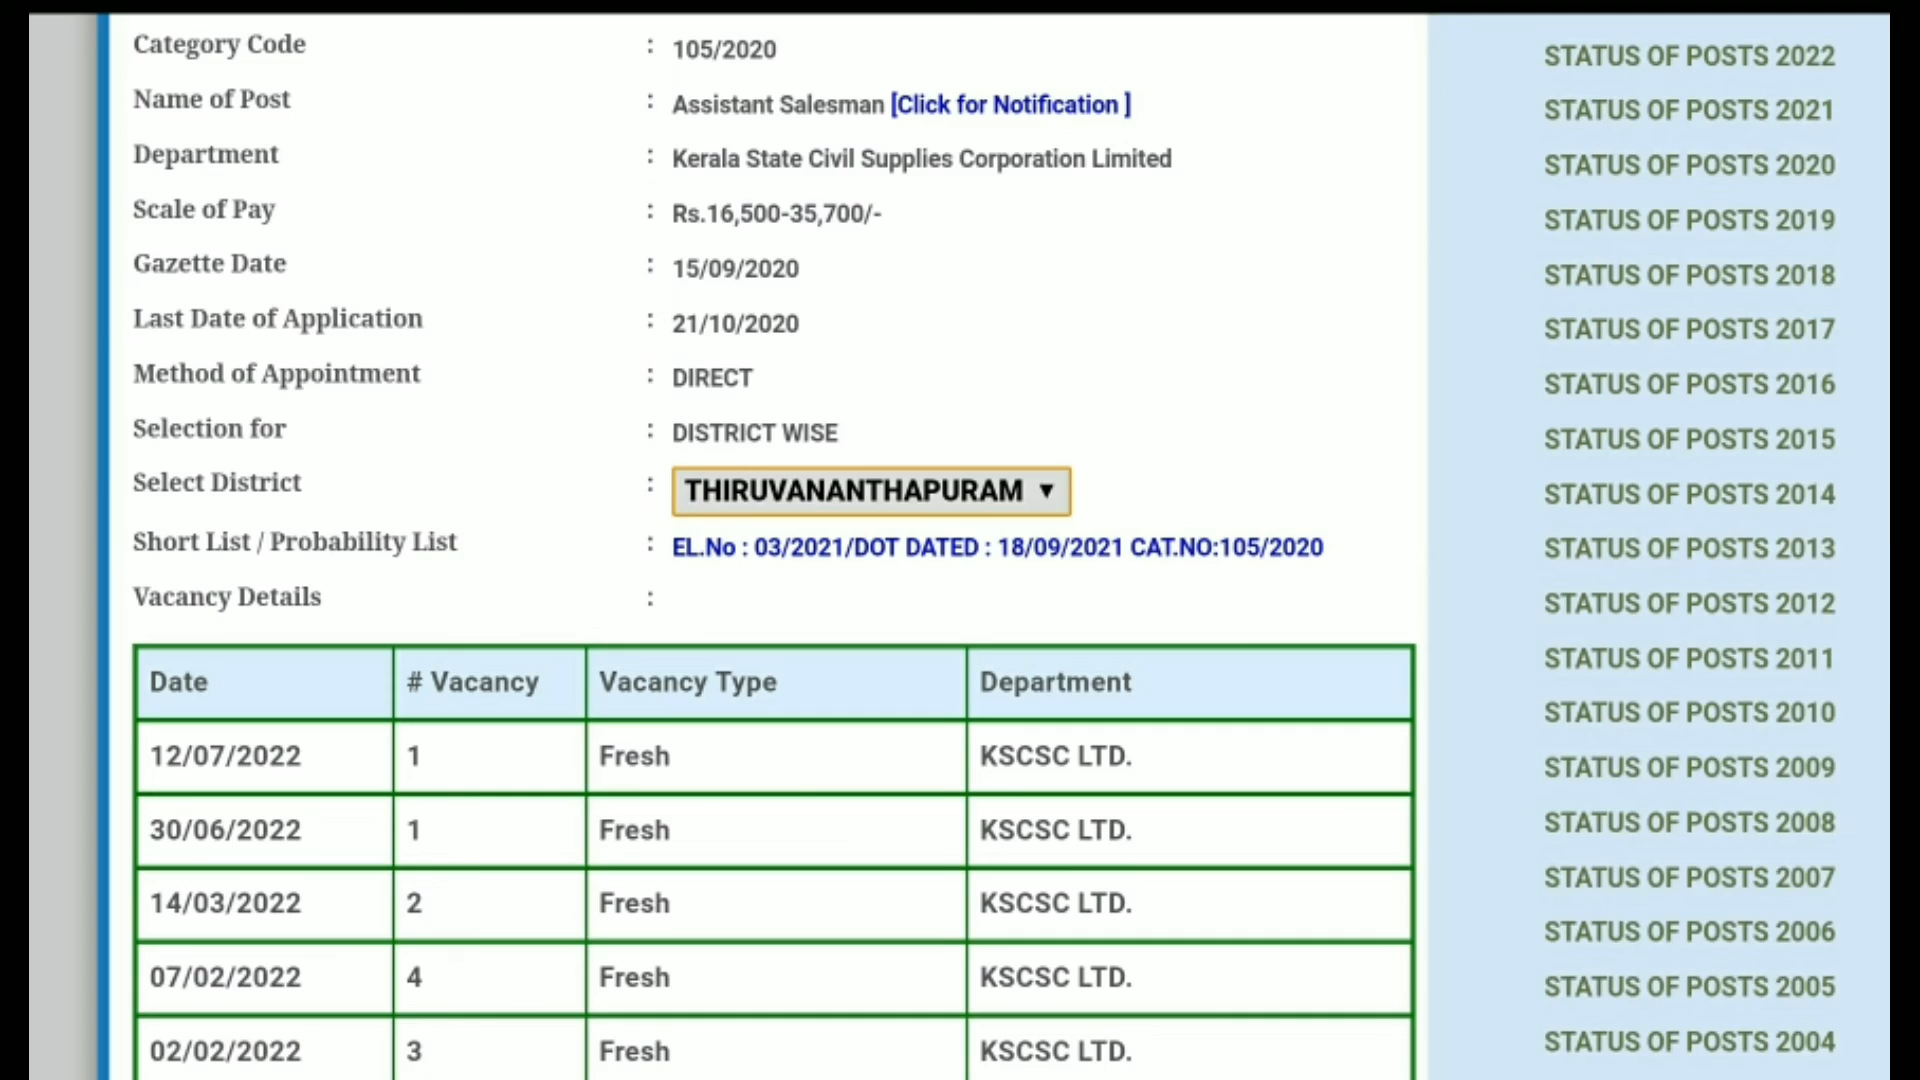 Category Code : 105/2020
Name of Post : Assistant Salesman [Click for Notification ]
Department : Kerala State Civil Supplies Corporation Limited
Scale of Pay : Rs.16,500-35,700/-
Gazette Date : 15/09/2020
Last Date of Application : 21/10/2020
Method of Appointment : DIRECT
Selection for : DISTRICT WISE
Select District : THIRUVANANTHAPURAM ▼
Short List / Probability List : EL.No : 03/2021/DOT DATED : 18/09/2021 CAT.NO:105/2020
Vacancy Details :
Date # Vacancy Vacancy Type Department
12/07/2022 1 Fresh KSCSC LTD.
30/06/2022 1 Fresh KSCSC LTD.
14/03/2022 2 Fresh KSCSC LTD.
07/02/2022 4 Fresh KSCSC LTD.
02/02/2022 3 Fresh KSCSC LTD.
STATUS OF POSTS 2022
STATUS OF POSTS 2021
STATUS OF POSTS 2020
STATUS OF POSTS 2019
STATUS OF POSTS 2018
STATUS OF POSTS 2017
STATUS OF POSTS 2016
STATUS OF POSTS 2015
STATUS OF POSTS 2014
STATUS OF POSTS 2013
STATUS OF POSTS 2012
STATUS OF POSTS 2011
STATUS OF POSTS 2010
STATUS OF POSTS 2009
STATUS OF POSTS 2008
STATUS OF POSTS 2007
STATUS OF POSTS 2006
STATUS OF POSTS 2005
STATUS OF POSTS 2004